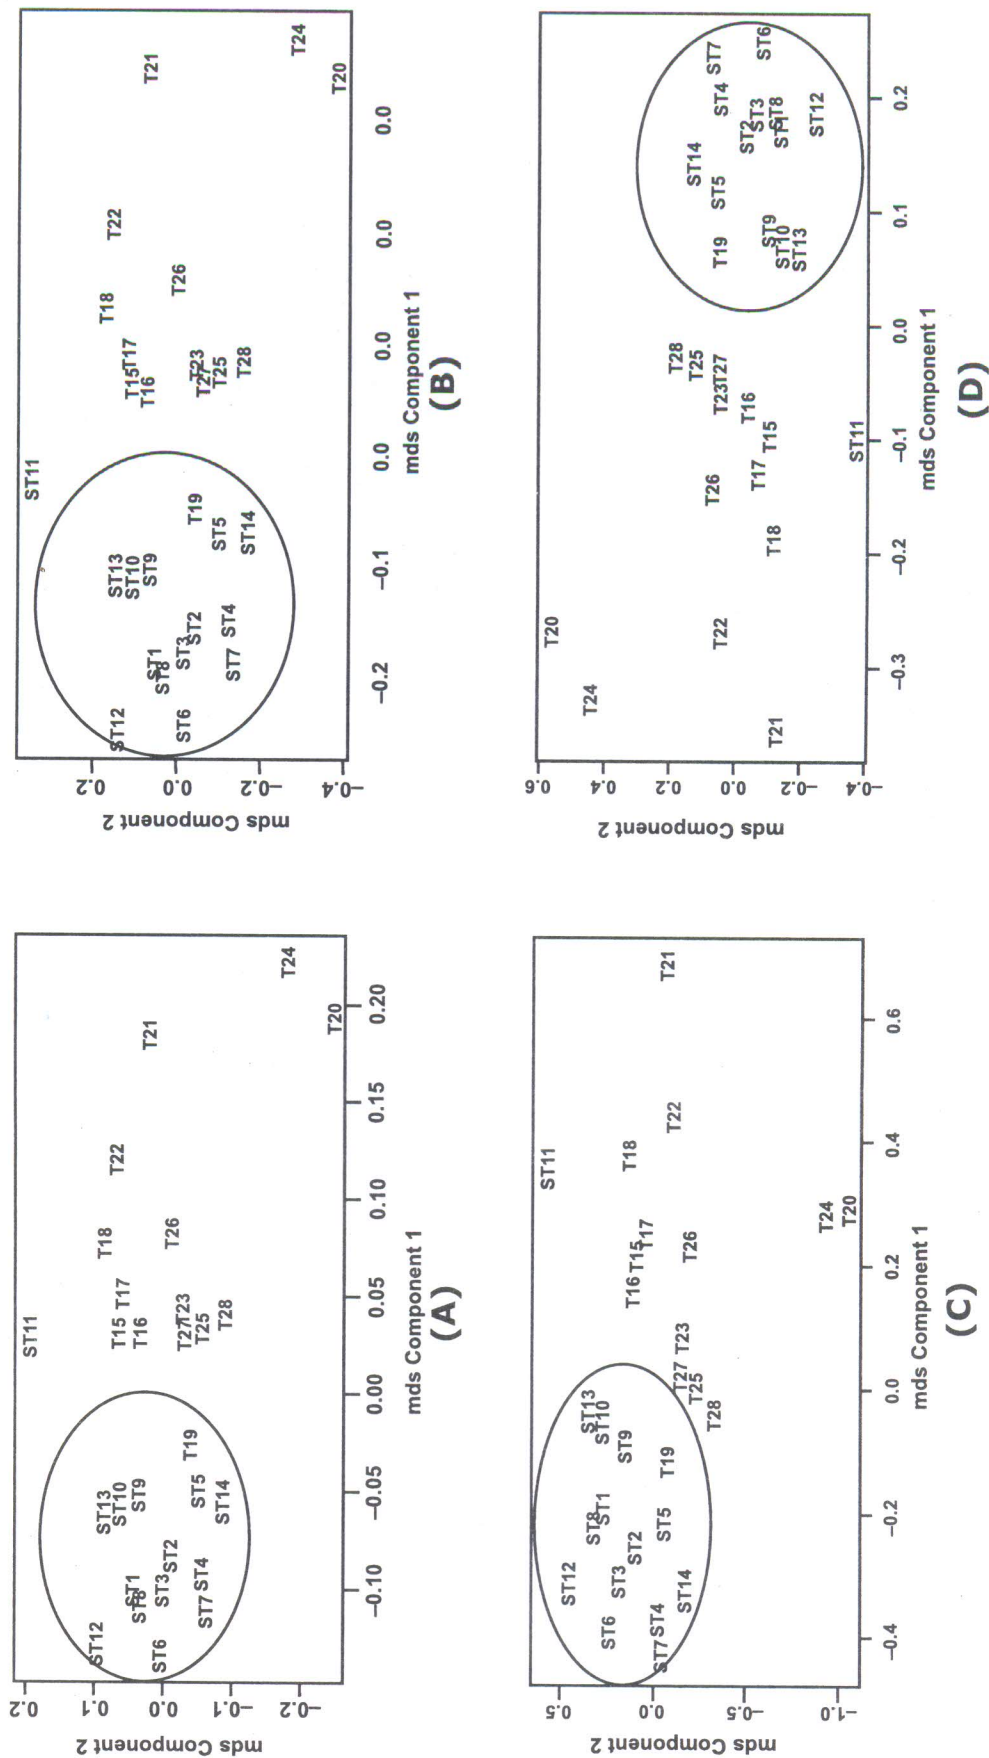 mds Component 2
0.2
0.1
0.0
−0.1
−0.2
ST11
ST12
ST13
T18
ST10
T15
T22
T17
ST1
ST8
ST9
T16
T21
ST6
ST3
ST2
T26
T27
T23
T19
ST5
T25
ST4
ST7
ST14
T28
T24
T20
−0.10
−0.05
0.00
0.05
0.10
0.15
0.20
mds Component 1
(A)
mds Component 2
0.2
0.0
−0.2
−0.4
ST11
T18
ST12
ST13
T22
ST10
T15
T17
ST9
T16
T21
ST1
ST8
ST6
ST3
T26
ST2
T19
T23
T27
ST5
T25
ST4
ST7
ST14
T28
T24
T20
−0.2
−0.1
0.0
0.0
0.0
0.0
mds Component 1
(B)
mds Component 2
0.5
0.0
−0.5
−1.0
ST11
ST12
ST13
ST8
ST10
ST1
ST6
ST3
ST9
T18
T16
T15
ST2
T17
ST4
ST7
ST5
T19
T21
T22
T27
T23
ST14
T26
T25
T28
T24
T20
−0.4
−0.2
0.0
0.2
0.4
0.6
mds Component 1
(C)
mds Component 2
0.6
0.4
0.2
0.0
−0.2
−0.4
T20
T24
T28
ST14
T25
T26
ST7
ST5
T22
T23
T27
T19
ST4
ST2
T16
T17
ST3
ST6
T15
ST9
T18
T21
ST8
ST1
ST10
ST13
ST12
ST11
−0.3
−0.2
−0.1
0.0
0.1
0.2
mds Component 1
(D)